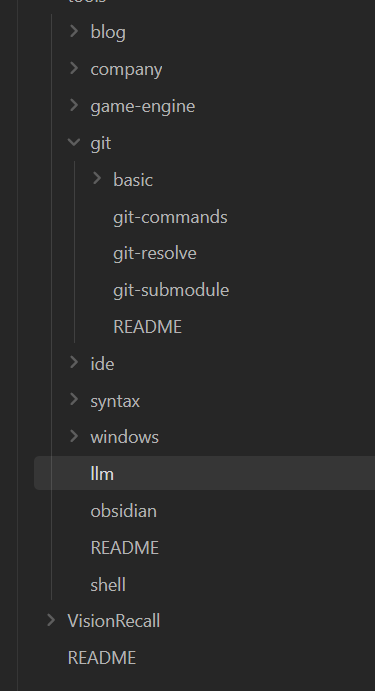 tools
blog
company
game-engine
git
basic
git-commands
git-resolve
git-submodule
README
ide
syntax
windows
llm
obsidian
README
shell
VisionRecall
README